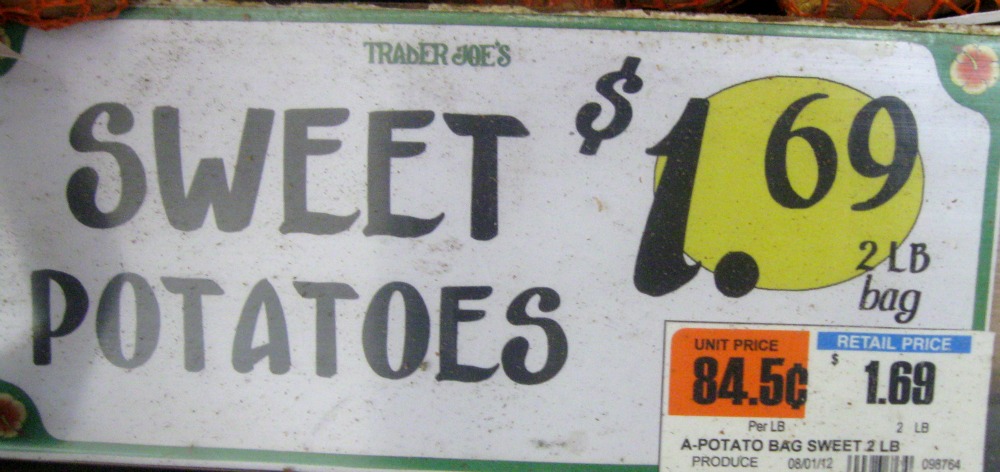 TRADER JOE'S
SWEET
POTATOES
$1.69
2 LB
bag
UNIT PRICE
84.5¢
Per LB
RETAIL PRICE
$1.69
2 LB
A-POTATO BAG SWEET 2 LB
PRODUCE 08/01/12 098764